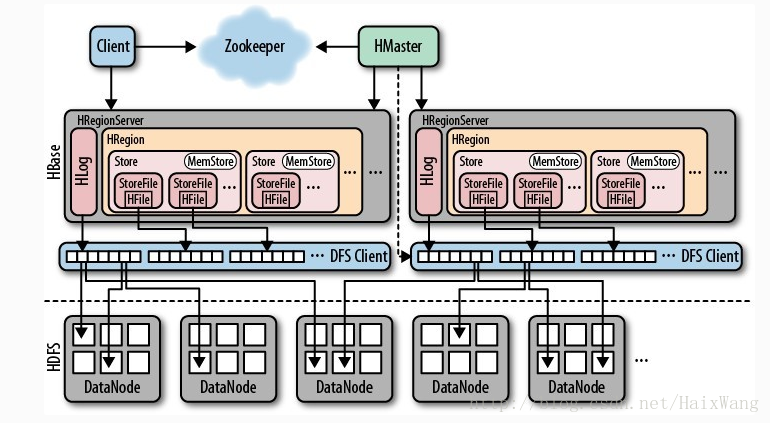 Client
Zookeeper
HMaster
HBase
HRegionServer
HLog
HRegion
Store
MemStore
StoreFile
HFile
StoreFile
HFile
...
Store
MemStore
StoreFile
HFile
...
...
...
HRegionServer
HLog
HRegion
Store
MemStore
StoreFile
HFile
StoreFile
HFile
...
Store
MemStore
StoreFile
HFile
...
...
...
... DFS Client
... DFS Client
HDFS
DataNode
DataNode
DataNode
DataNode
DataNode
...
http://blog.csdn.net/HaixWang